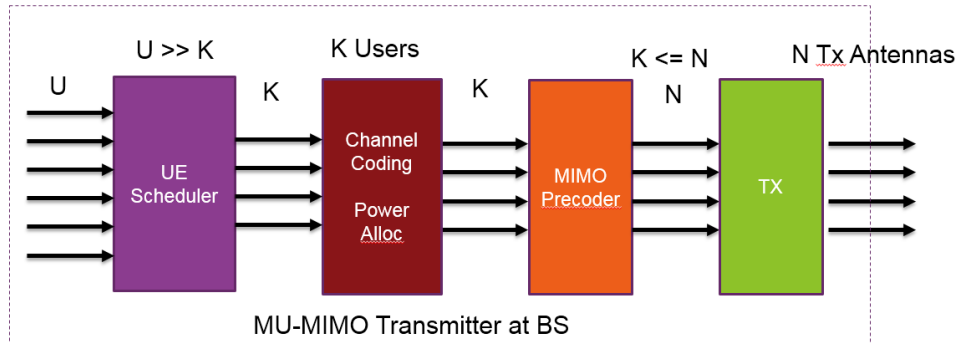 U >> K
K Users
K <= N
N Tx Antennas
U
K
K
N
UE
Scheduler
Channel
Coding
Power
Alloc
MIMO
Precoder
TX
MU-MIMO Transmitter at BS